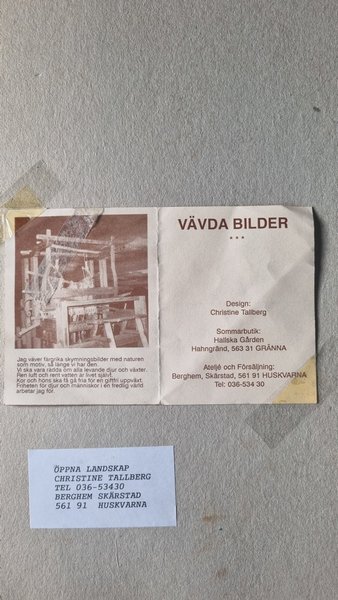 Jag väver färgrika skymningsbilder med naturen
som motiv, så länge vi har den.
Vi ska vara rädda om alla levande djur och växter.
Ren luft och rent vatten är livet självt.
Kor och höns ska få gå fria för en giftfri uppväxt.
Friheten för djur och människor i en fredlig värld
arbetar jag för.
VÄVDA BILDER
***
Design:
Christine Tallberg
Sommarbutik:
Hallska Gården
Hahngränd, 563 31 GRÄNNA
Ateljé och Försäljning:
Berghem, Skärstad, 561 91 HUSKVARNA
Tel: 036-534 30
ÖPPNA LANDSKAP
CHRISTINE TALLBERG
TEL 036-53430
BERGHEM SKÄRSTAD
561 91 HUSKVARNA